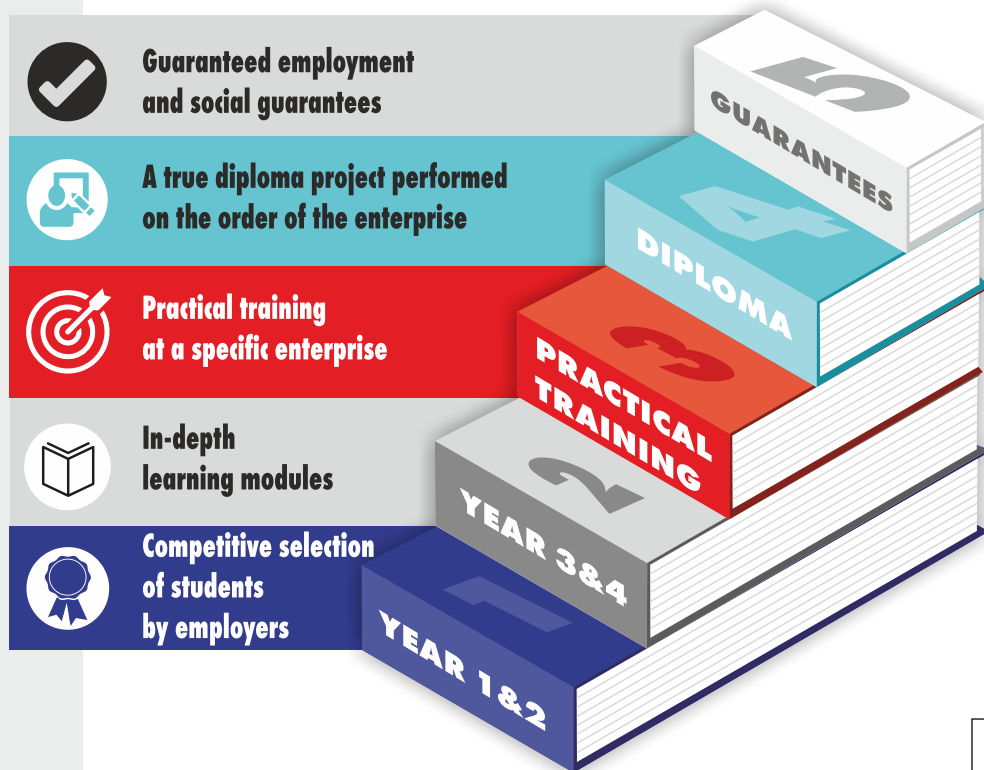 Guaranteed employment
and social guarantees
5
GUARANTEES
A true diploma project performed
on the order of the enterprise
4
DIPLOMA
Practical training
at a specific enterprise
3
PRACTICAL
TRAINING
In-depth
learning modules
2
YEAR 3&4
Competitive selection
of students
by employers
1
YEAR 1&2